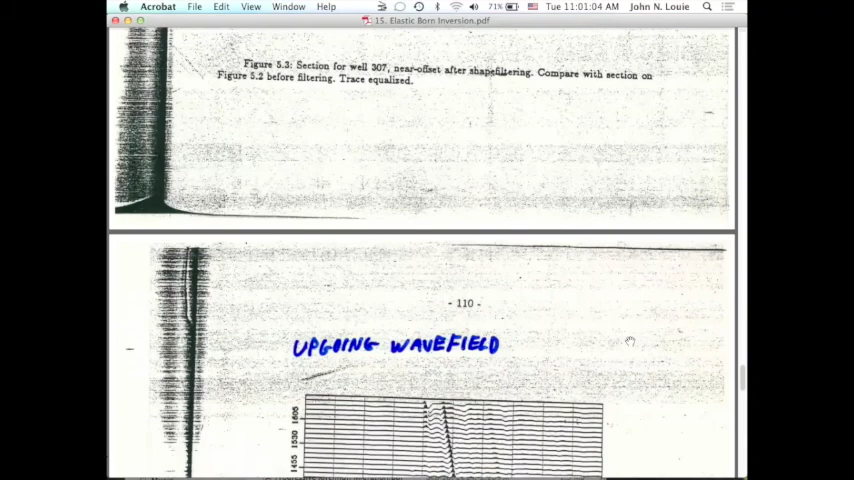 Acrobat File Edit View Window Help 71% Tue 11:01:04 AM John N. Louie
15. Elastic Born Inversion.pdf
Figure 5.3: Section for well 307, near-offset after shapefiltering. Compare with section on
Figure 5.2 before filtering. Trace equalized.
- 110 -
UPGOING WAVEFIELD
1605
1530
1455